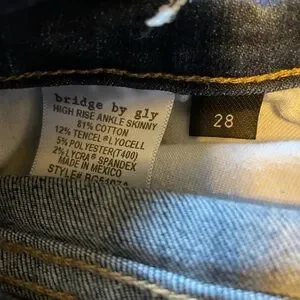 bridge by gly
HIGH RISE ANKLE SKINNY
81% COTTON
12% TENCEL® LYOCELL
5% POLYESTER(T400)
2% LYCRA® SPANDEX
MADE IN MEXICO
STYLE#
28